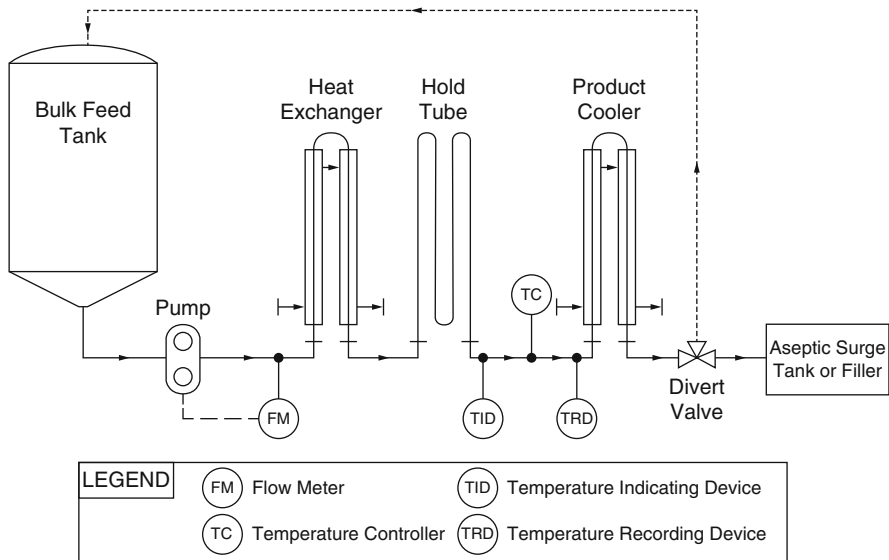 Bulk Feed
Tank
Heat
Exchanger
Hold
Tube
Product
Cooler
Pump
TC
FM
TID
TRD
Divert
Valve
Aseptic Surge
Tank or Filler
LEGEND
FM Flow Meter
TID Temperature Indicating Device
TC Temperature Controller
TRD Temperature Recording Device